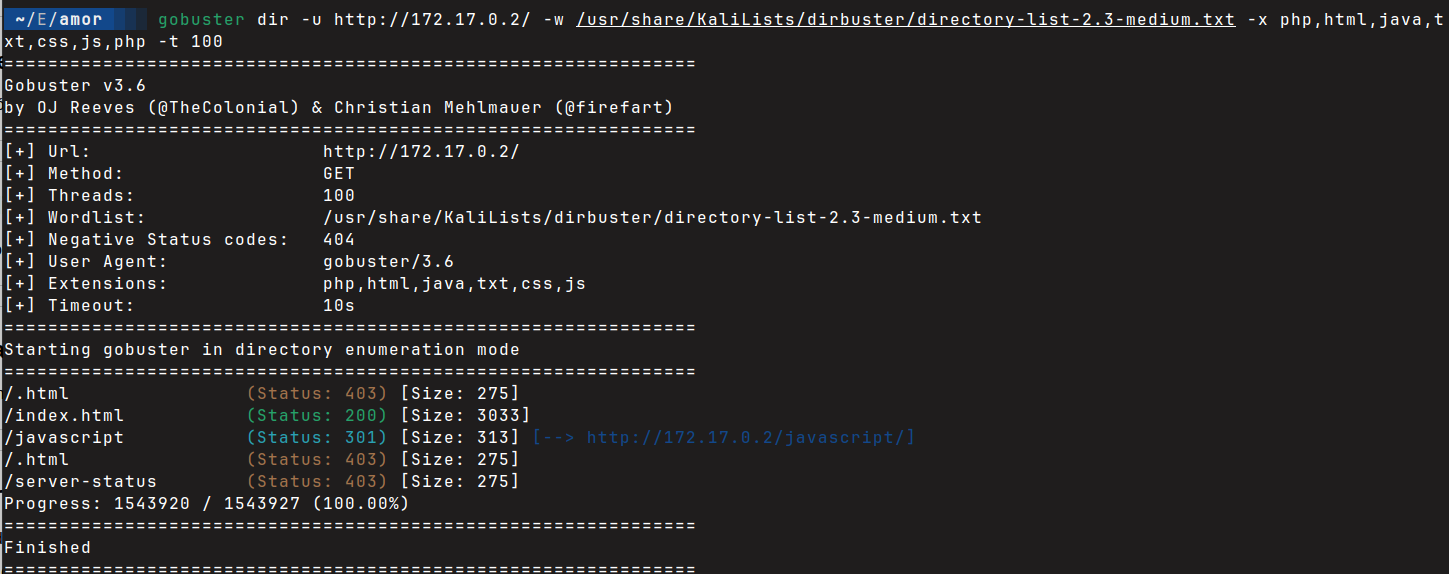 ~/E/amor gobuster dir -u http://172.17.0.2/ -w /usr/share/KaliLists/dirbuster/directory-list-2.3-medium.txt -x php,html,java,t
xt,css,js,php -t 100
===============================================================
Gobuster v3.6
by OJ Reeves (@TheColonial) & Christian Mehlmauer (@firefart)
===============================================================
[+] Url:                     http://172.17.0.2/
[+] Method:                  GET
[+] Threads:                 100
[+] Wordlist:                /usr/share/KaliLists/dirbuster/directory-list-2.3-medium.txt
[+] Negative Status codes:   404
[+] User Agent:              gobuster/3.6
[+] Extensions:              php,html,java,txt,css,js
[+] Timeout:                 10s
===============================================================
Starting gobuster in directory enumeration mode
===============================================================
/.html                (Status: 403) [Size: 275]
/index.html           (Status: 200) [Size: 3033]
/javascript           (Status: 301) [Size: 313] [--> http://172.17.0.2/javascript/]
/.html                (Status: 403) [Size: 275]
/server-status        (Status: 403) [Size: 275]
Progress: 1543920 / 1543927 (100.00%)
===============================================================
Finished
===============================================================